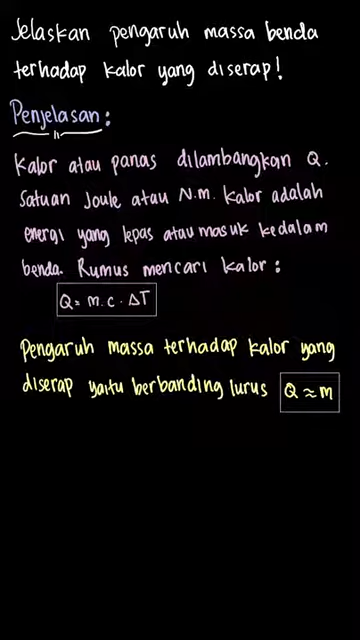 Jelaskan pengaruh massa benda
terhadap kalor yang diserap!
Penjelasan:
Kalor atau panas dilambangkan Q.
Satuan Joule atau N.m. Kalor adalah
energi yang lepas atau masuk kedalam
benda. Rumus mencari kalor:
Q = m.c.ΔT
Pengaruh massa terhadap kalor yang
diserap yaitu berbanding lurus Q ≈ m